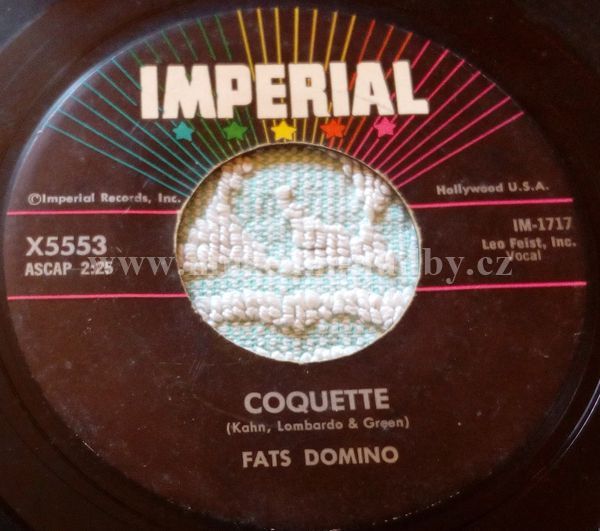 IMPERIAL
©Imperial Records, Inc.
Hollywood U.S.A.
X5553
ASCAP 2:25
IM-1717
Leo Feist, Inc.
Vocal
COQUETTE
(Kahn, Lombardo & Green)
FATS DOMINO